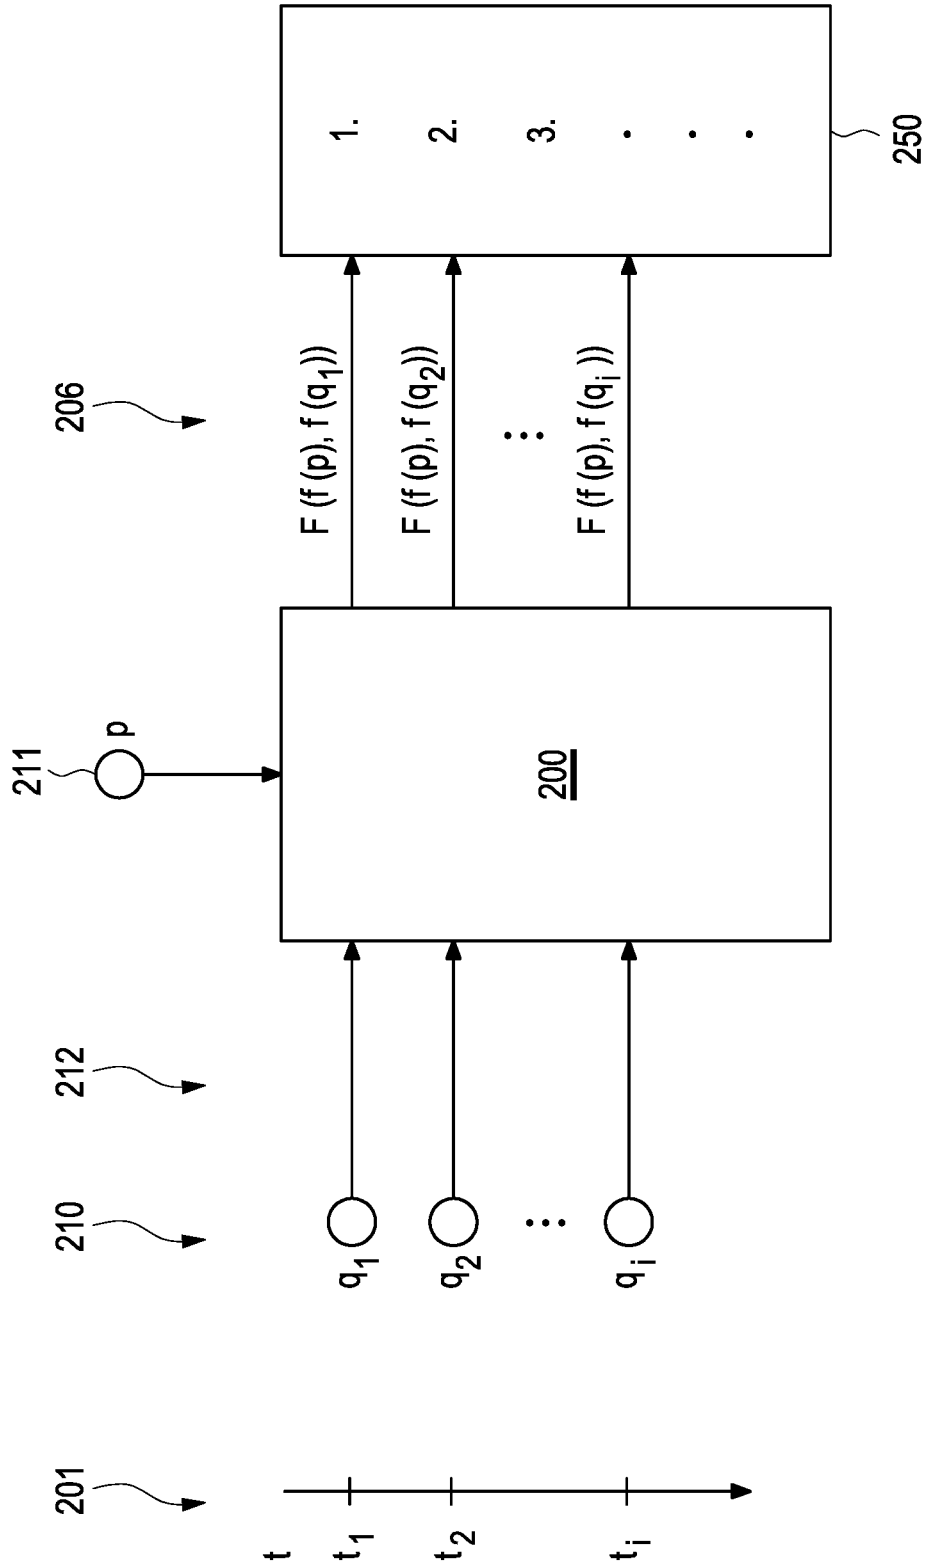 211
201
210
212
206
p
t
t₁
q₁
F (f (p), f (q₁))
1.
t₂
q₂
F (f (p), f (q₂))
2.
...
...
3.
200
tᵢ
qᵢ
F (f (p), f (qᵢ))
.
.
.
250